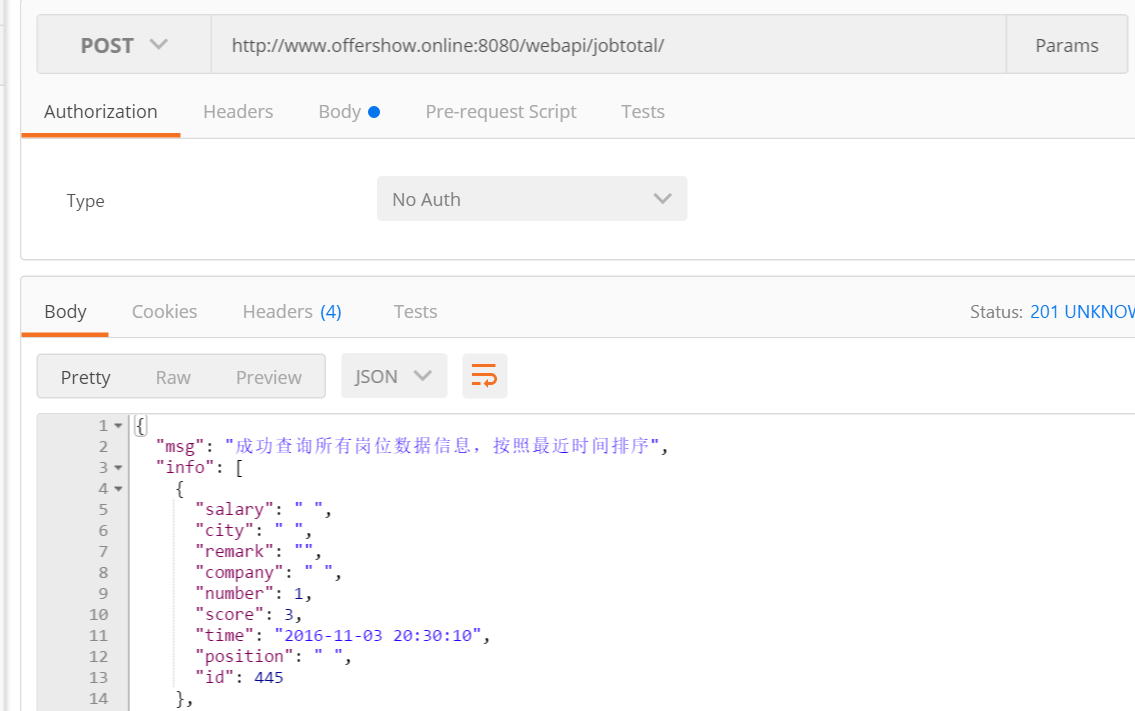 POST http://www.offershow.online:8080/webapi/jobtotal/ Params
Authorization Headers Body Pre-request Script Tests
Type No Auth
Body Cookies Headers (4) Tests Status: 201 UNKNOW
Pretty Raw Preview JSON
1 {
2 "msg": "成功查询所有岗位数据信息，按照最近时间排序",
3 "info": [
4 {
5 "salary": " ",
6 "city": " ",
7 "remark": "",
8 "company": " ",
9 "number": 1,
10 "score": 3,
11 "time": "2016-11-03 20:30:10",
12 "position": " ",
13 "id": 445
14 },